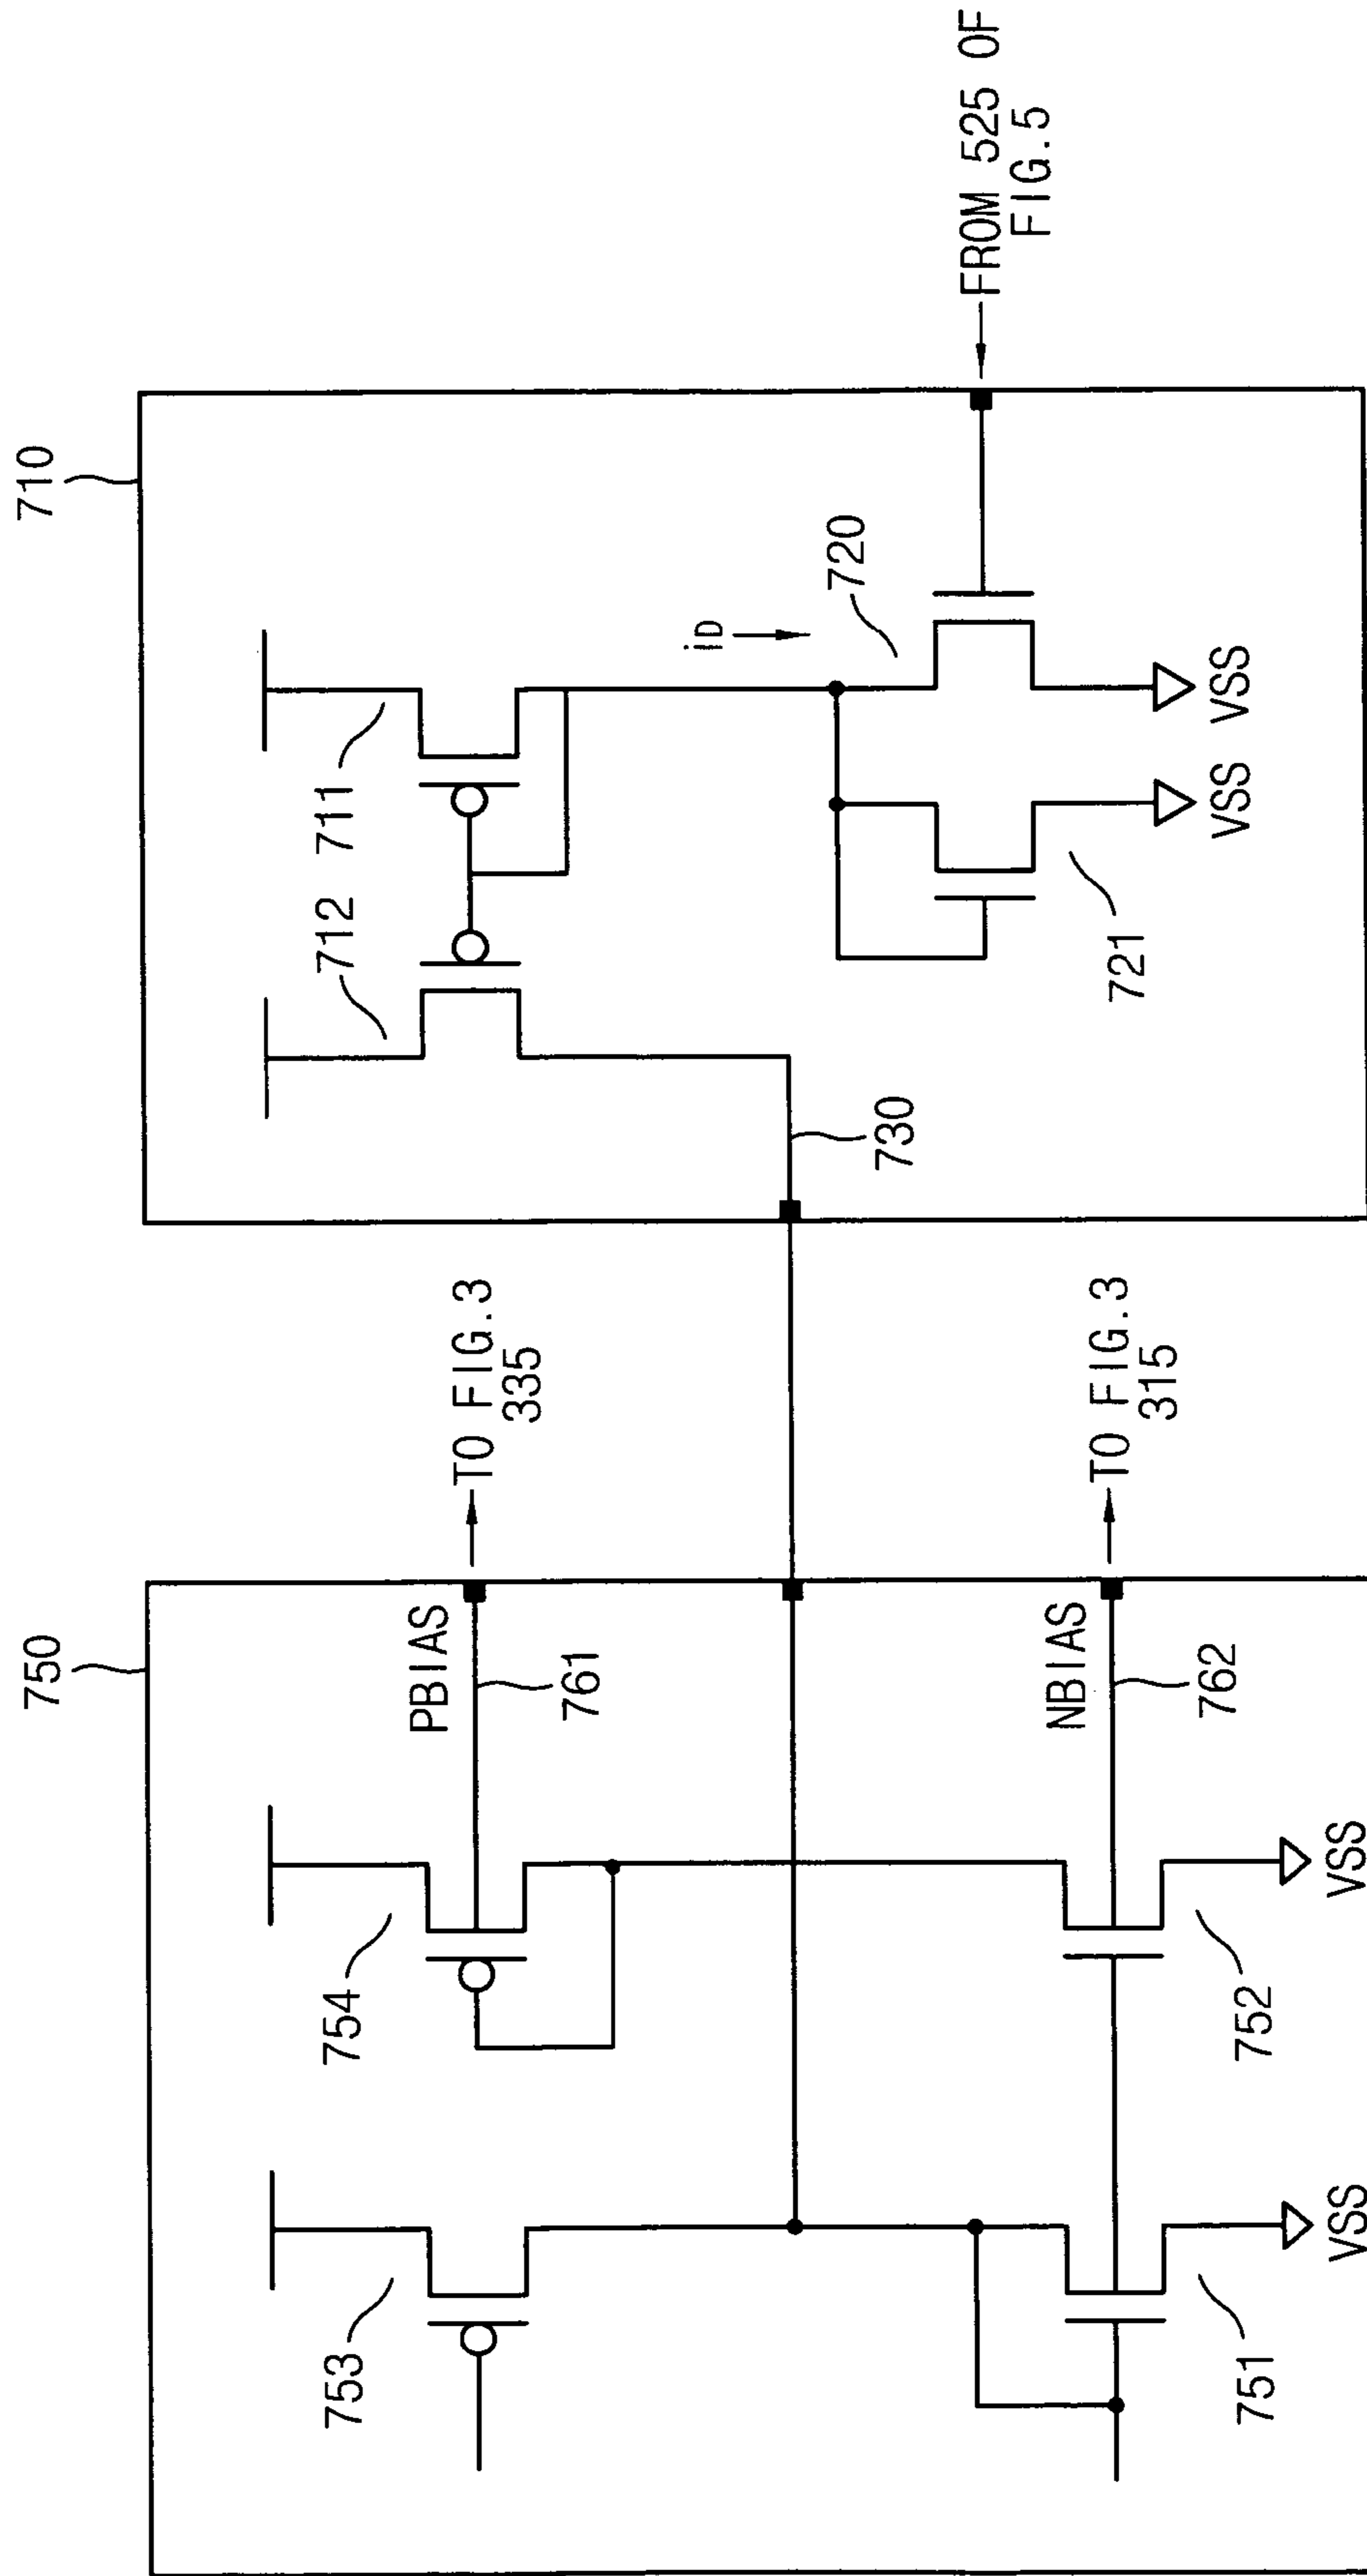 750
710
754
753
PBIAS
761
TO FIG.3
335
712
711
iD
720
730
NBIAS
762
TO FIG.3
315
721
FROM 525 OF
FIG.5
751
752
VSS
VSS
VSS
VSS